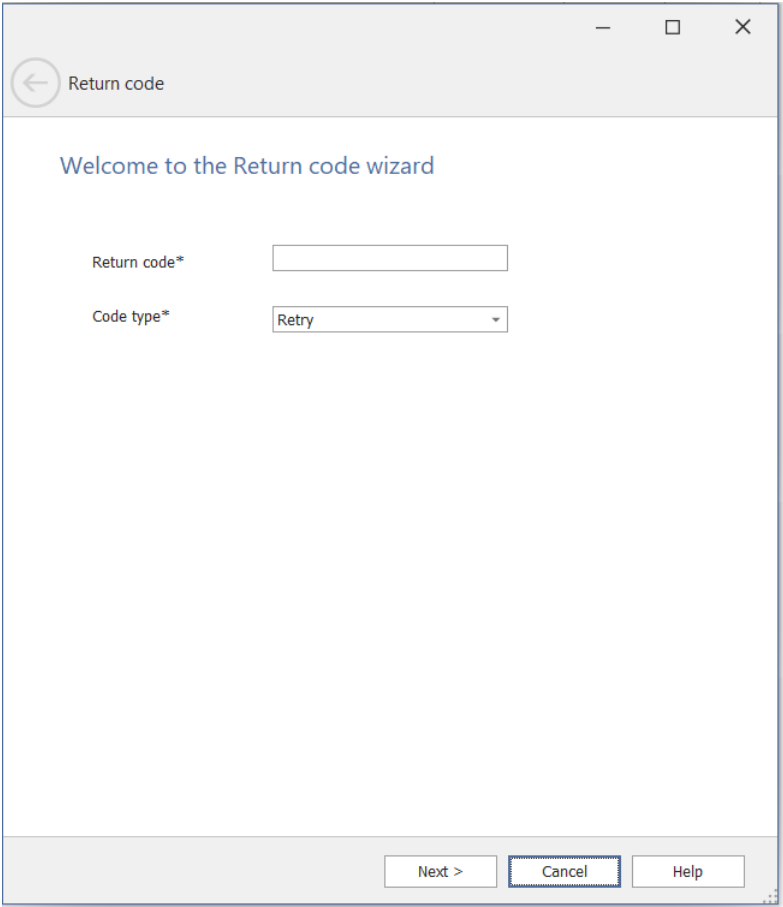 Return code
Welcome to the Return code wizard
Return code*
Code type*
Retry
Next >
Cancel
Help